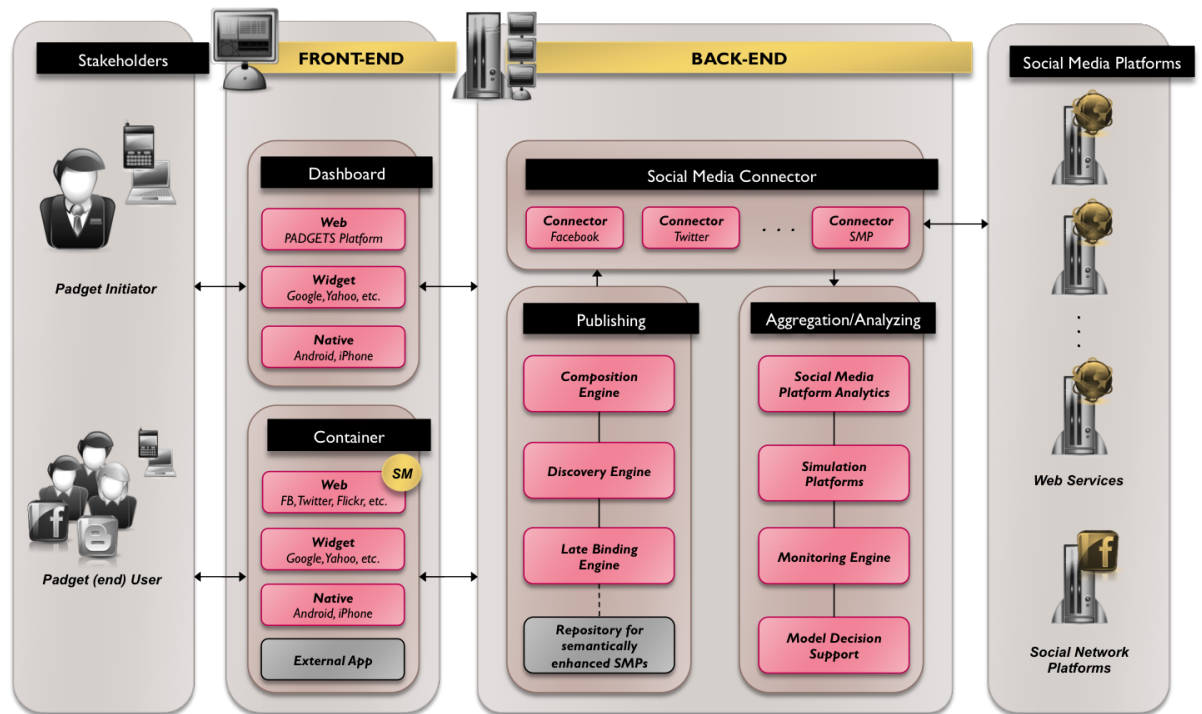 Stakeholders
FRONT-END
BACK-END
Social Media Platforms
Padget Initiator
Padget (end) User
Dashboard
Web
PADGETS Platform
Widget
Google, Yahoo, etc.
Native
Android, iPhone
Container
SM
Web
FB, Twitter, Flickr, etc.
Widget
Google, Yahoo, etc.
Native
Android, iPhone
External App
Social Media Connector
Connector
Facebook
Connector
Twitter
. . .
Connector
SMP
Publishing
Composition
Engine
Discovery Engine
Late Binding
Engine
Repository for
semantically
enhanced SMPs
Aggregation/Analyzing
Social Media
Platform Analytics
Simulation
Platforms
Monitoring Engine
Model Decision
Support
Web Services
Social Network
Platforms